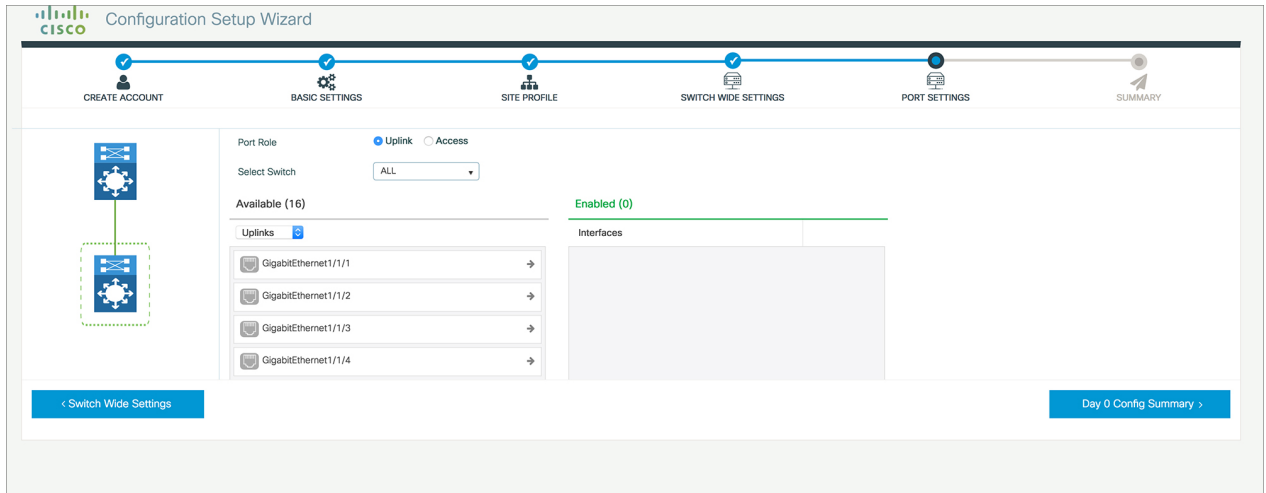 CISCO
Configuration Setup Wizard
CREATE ACCOUNT
BASIC SETTINGS
SITE PROFILE
SWITCH WIDE SETTINGS
PORT SETTINGS
SUMMARY
Port Role
Uplink
Access
Select Switch
ALL
Available (16)
Enabled (0)
Uplinks
Interfaces
GigabitEthernet1/1/1
GigabitEthernet1/1/2
GigabitEthernet1/1/3
GigabitEthernet1/1/4
< Switch Wide Settings
Day 0 Config Summary >